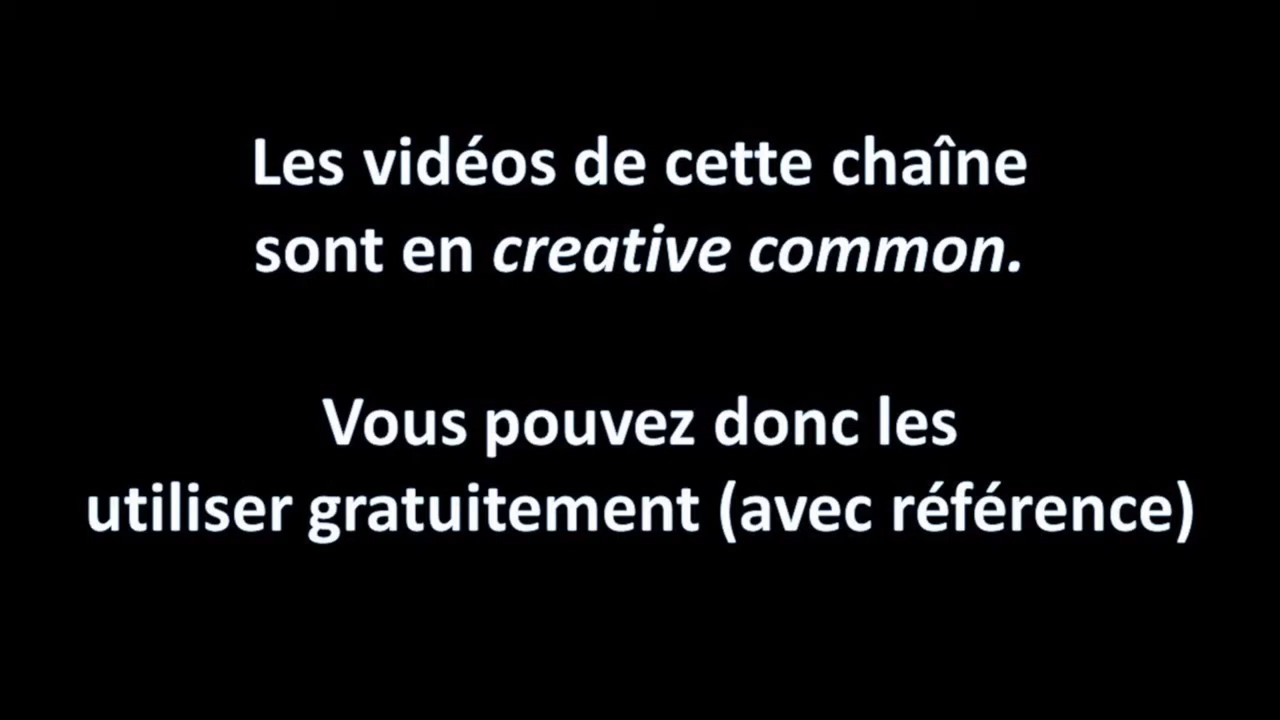 Les vidéos de cette chaîne
sont en creative common.
Vous pouvez donc les
utiliser gratuitement (avec référence)